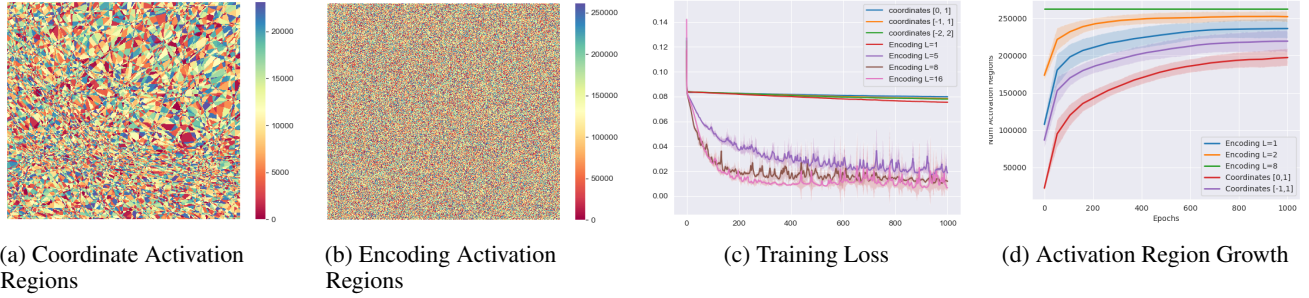 20000
15000
10000
5000
0
(a) Coordinate Activation
Regions
250000
200000
150000
100000
50000
0
(b) Encoding Activation
Regions
0.14
0.12
0.10
0.08
0.06
0.04
0.02
0.00
0 200 400 600 800 1000
coordinates [0, 1]
coordinates [-1, 1]
coordinates [-2, 2]
Encoding L=1
Encoding L=5
Encoding L=8
Encoding L=16
(c) Training Loss
250000
200000
150000
100000
50000
Num Activation Regions
0 200 400 600 800 1000
Epochs
Encoding L=1
Encoding L=2
Encoding L=8
Coordinates [0,1]
Coordinates [-1,1]
(d) Activation Region Growth